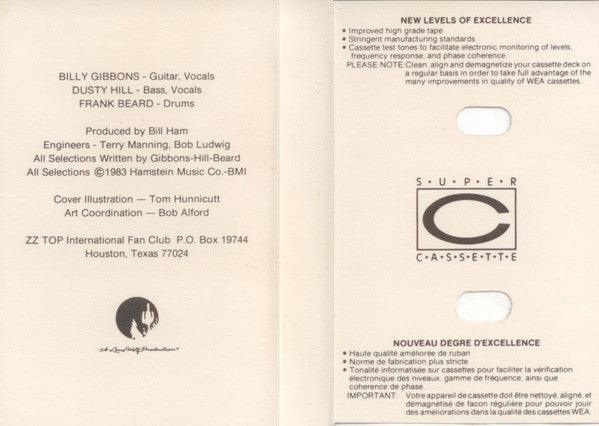 BILLY GIBBONS - Guitar, Vocals
DUSTY HILL - Bass, Vocals
FRANK BEARD - Drums
Produced by Bill Ham
Engineers - Terry Manning, Bob Ludwig
All Selections Written by Gibbons-Hill-Beard
All Selections ©1983 Hamstein Music Co.-BMI
Cover Illustration — Tom Hunnicutt
Art Coordination — Bob Alford
ZZ TOP International Fan Club P.O. Box 19744
Houston, Texas 77024
A Lone Wolf Production
NEW LEVELS OF EXCELLENCE
• Improved high grade tape
• Stringent manufacturing standards
• Cassette test tones to facilitate electronic monitoring of levels,
frequency response, and phase coherence.
PLEASE NOTE: Clean, align and demagnetize your cassette deck on
a regular basis in order to take full advantage of the
many improvements in quality of WEA cassettes.
S•U•P•E•R
C
C•A•S•S•E•T•T•E
NOUVEAU DEGRE D'EXCELLENCE
• Haute qualité améliorée de ruban
• Norme de fabrication plus stricte
• Tonalité informatisée sur cassettes pour faciliter la vérification
électronique des niveaux, gamme de fréquence, ainsi que
coherence de phase.
IMPORTANT: Votre appareil de cassette doit être nettoyé, aligné, et
démagnétisé de façon régulière pour pouvoir jouir
des améliorations dans la qualité des cassettes WEA.